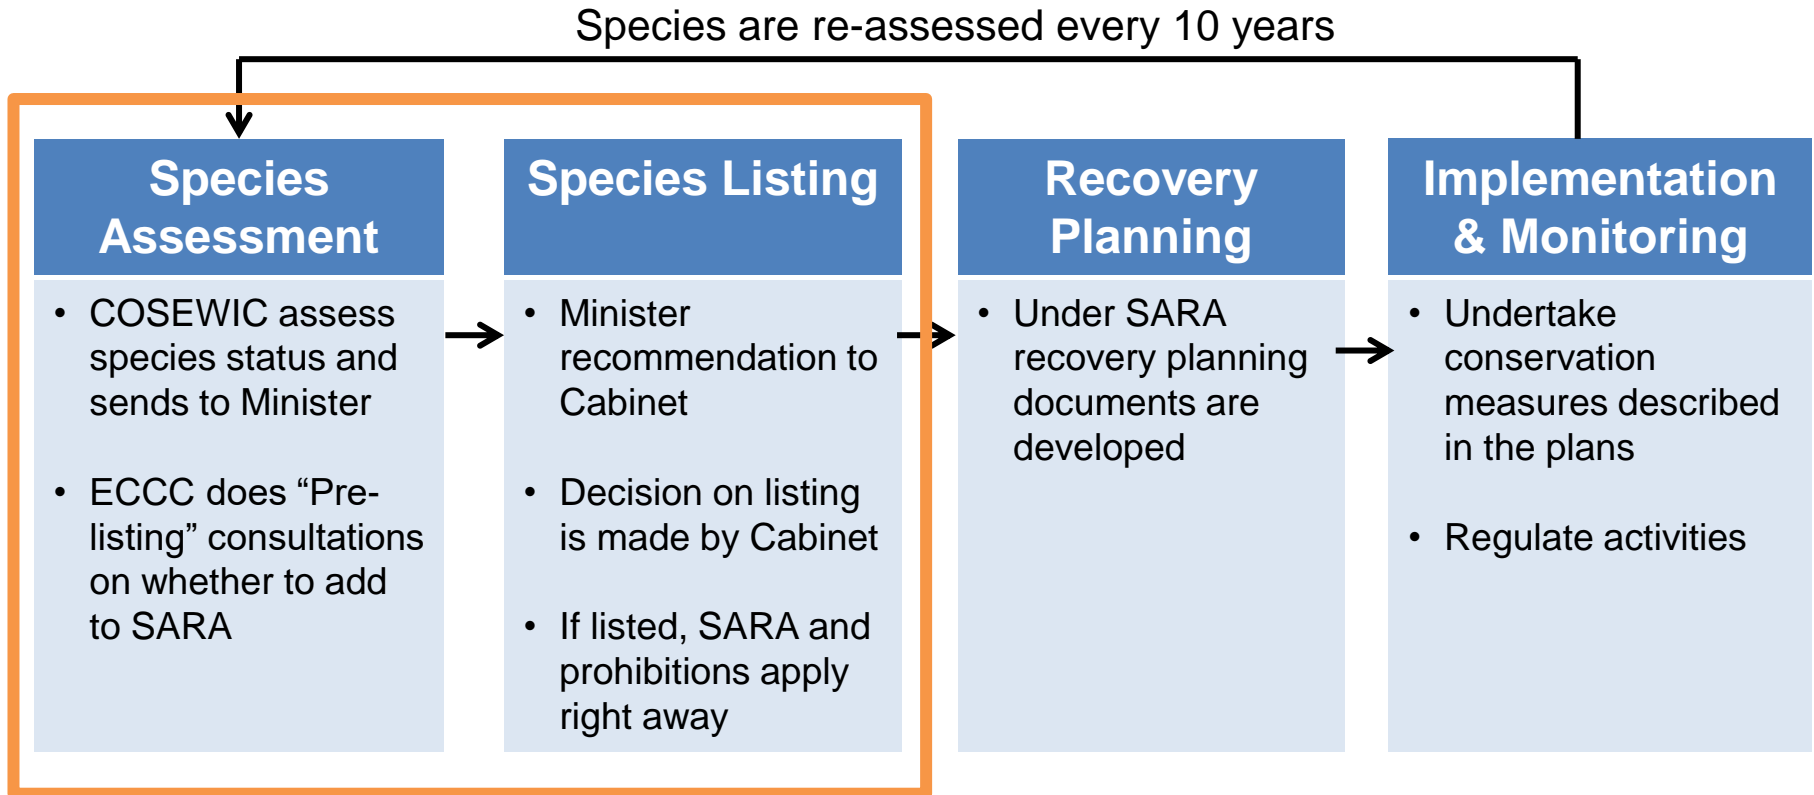 Species are re-assessed every 10 years
Species
Assessment
• COSEWIC assess
species status and
sends to Minister
• ECCC does “Pre-
listing” consultations
on whether to add
to SARA
Species Listing
• Minister
recommendation to
Cabinet
• Decision on listing
is made by Cabinet
• If listed, SARA and
prohibitions apply
right away
Recovery
Planning
• Under SARA
recovery planning
documents are
developed
Implementation
& Monitoring
• Undertake
conservation
measures described
in the plans
• Regulate activities